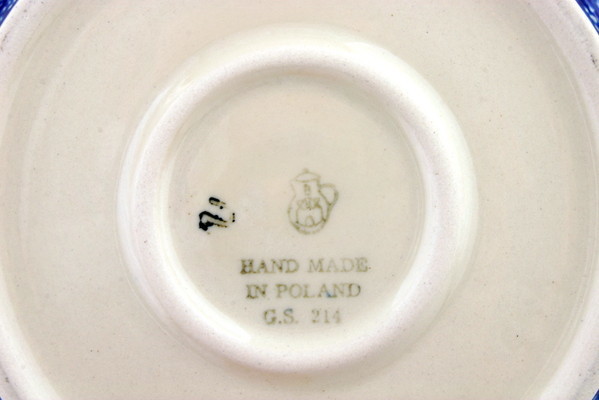 HAND MADE
IN POLAND
G.S. 214